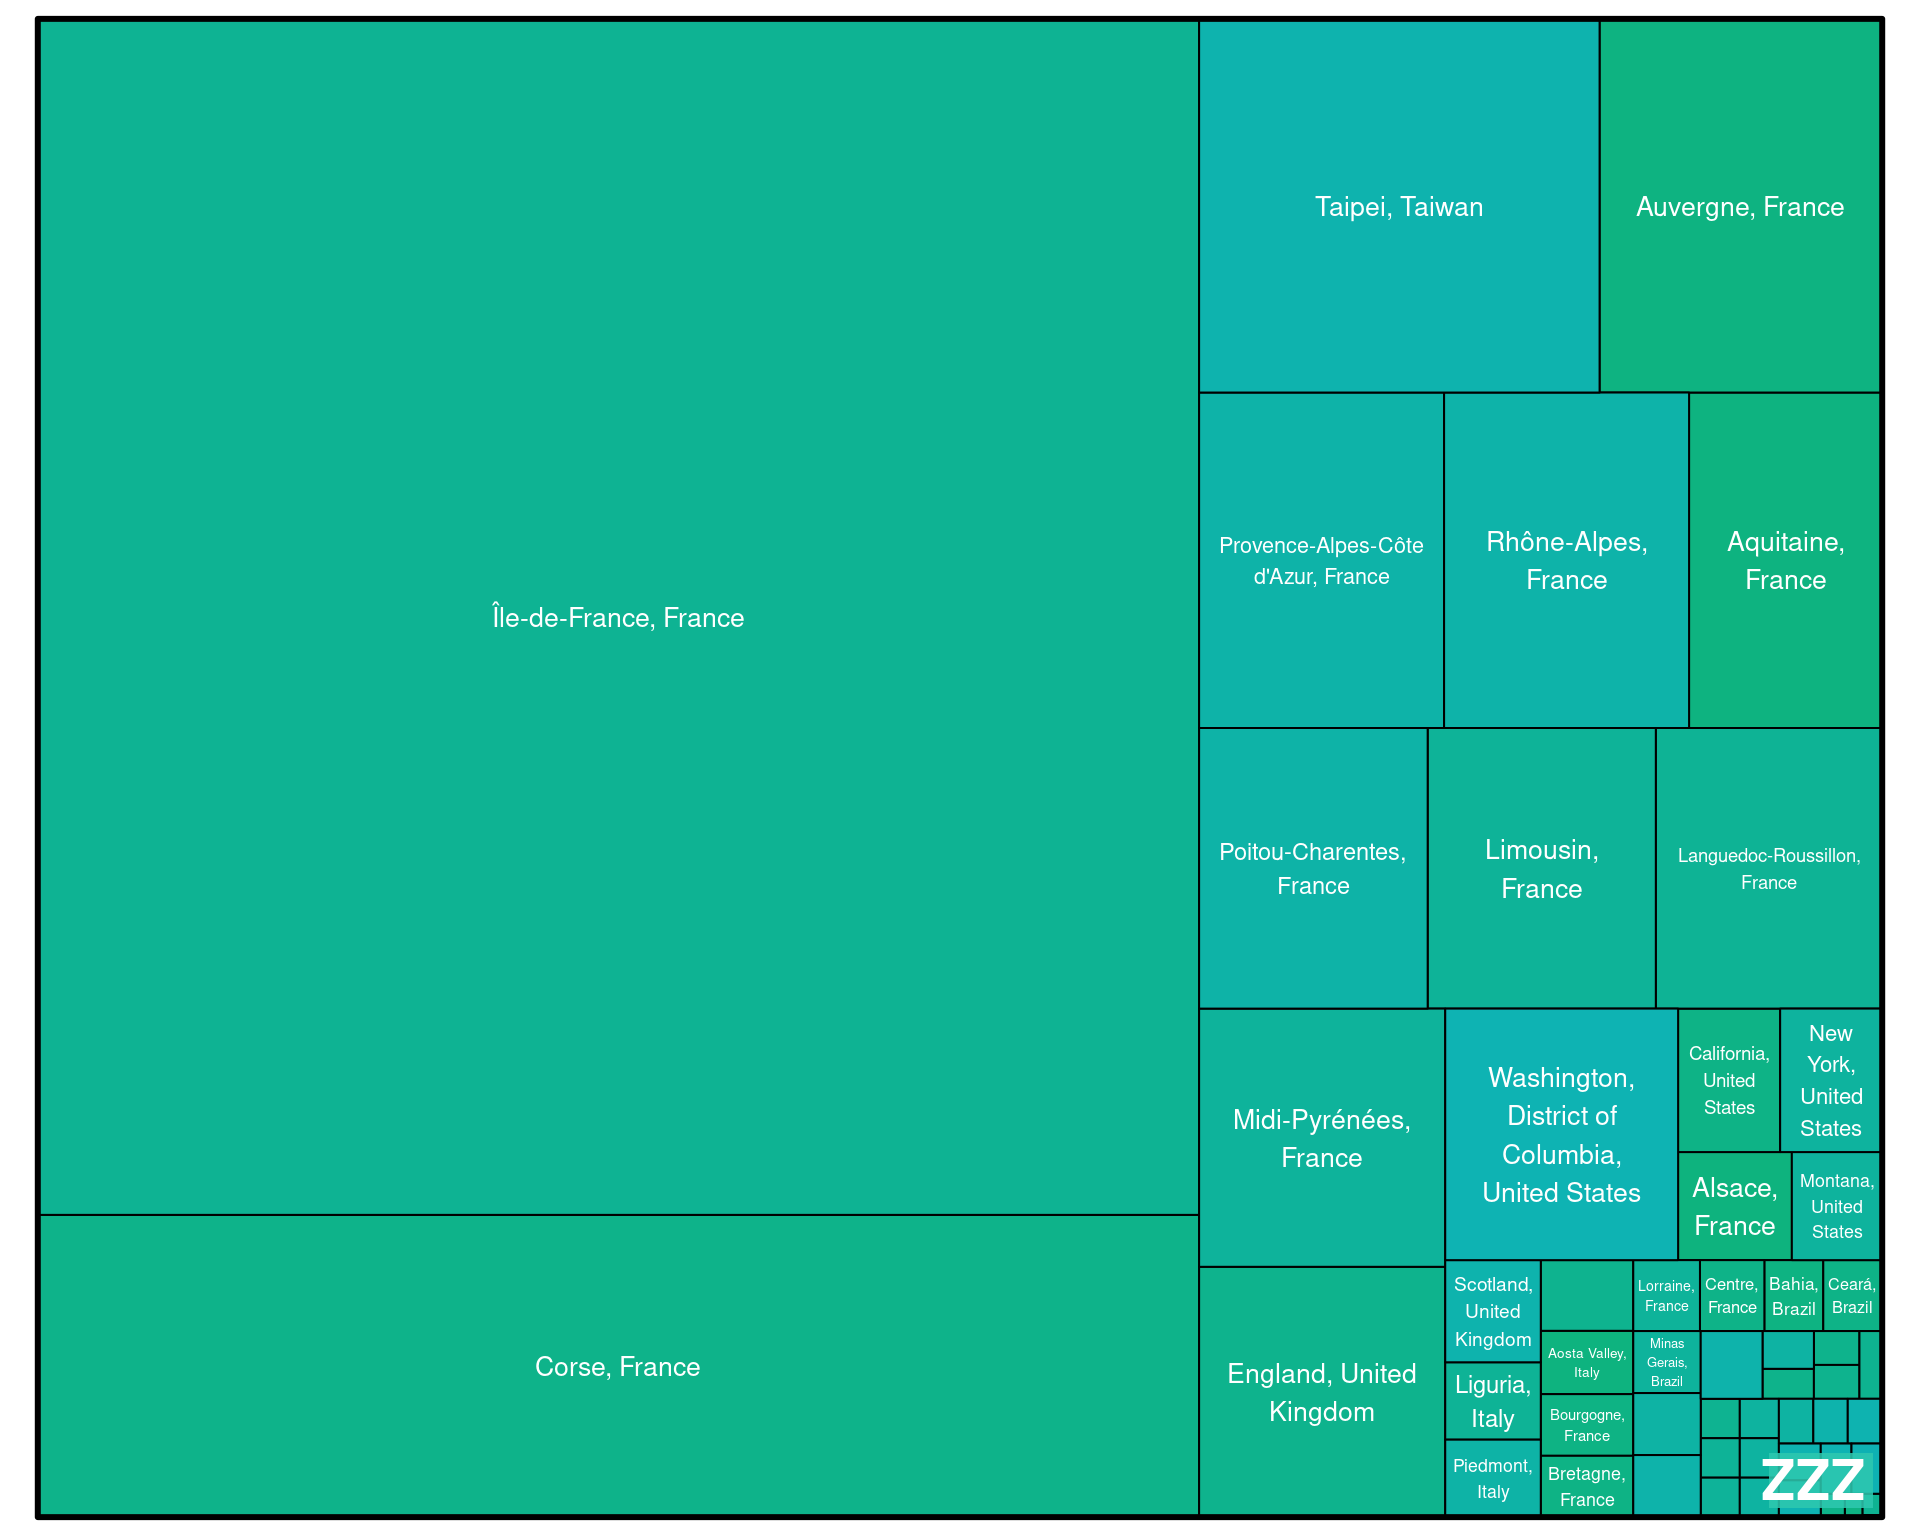 Île-de-France, France
Corse, France
Taipei, Taiwan
Auvergne, France
Provence-Alpes-Côte
d'Azur, France
Rhône-Alpes,
France
Aquitaine,
France
Poitou-Charentes,
France
Limousin,
France
Languedoc-Roussillon,
France
Midi-Pyrénées,
France
England, United
Kingdom
Washington,
District of
Columbia,
United States
California,
United
States
New
York,
United
States
Alsace,
France
Montana,
United
States
Scotland,
United
Kingdom
Liguria,
Italy
Piedmont,
Italy
Aosta Valley,
Italy
Bourgogne,
France
Bretagne,
France
Lorraine,
France
Minas
Gerais,
Brazil
Centre,
France
Bahia,
Brazil
Ceará,
Brazil
ZZZ